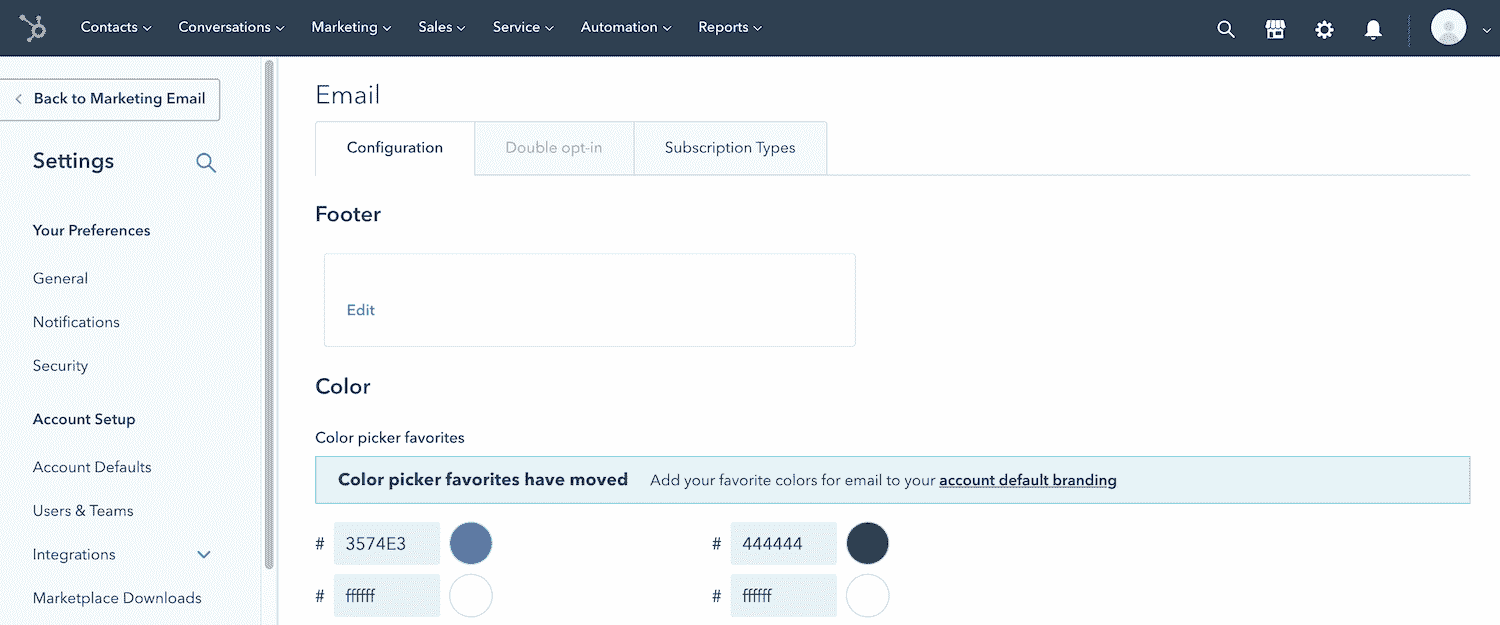 Contacts Conversations Marketing Sales Service Automation Reports
Back to Marketing Email
Settings
Your Preferences
General
Notifications
Security
Account Setup
Account Defaults
Users & Teams
Integrations
Marketplace Downloads
Email
Configuration Double opt-in Subscription Types
Footer
Edit
Color
Color picker favorites
Color picker favorites have moved Add your favorite colors for email to your account default branding
# 3574E3 # 444444
# ffffff # ffffff